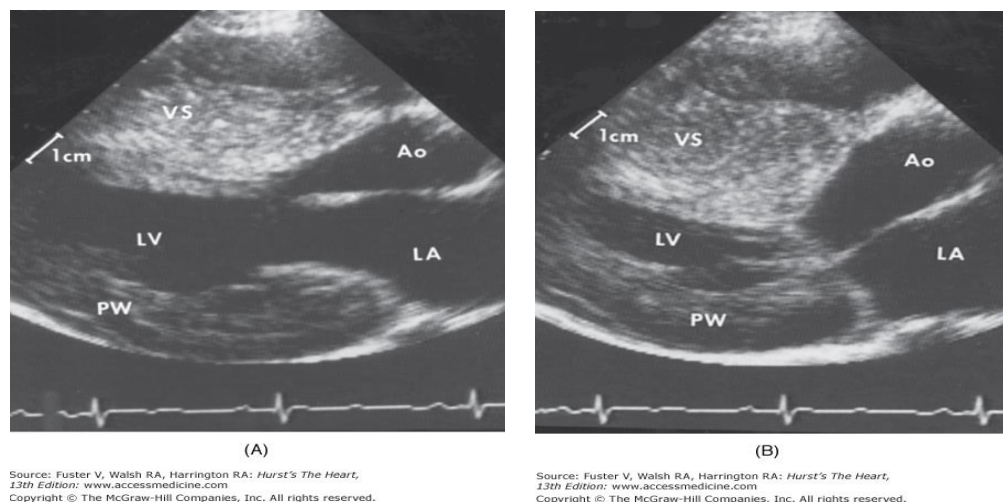 VS
Ao
1cm
LV
LA
PW
(A)
Source: Fuster V, Walsh RA, Harrington RA: Hurst's The Heart,
13th Edition: www.accessmedicine.com
Copyright © The McGraw-Hill Companies, Inc. All rights reserved.
1cm
VS
Ao
LV
LA
PW
(B)
Source: Fuster V, Walsh RA, Harrington RA: Hurst's The Heart,
13th Edition: www.accessmedicine.com
Copyright © The McGraw-Hill Companies, Inc. All rights reserved.